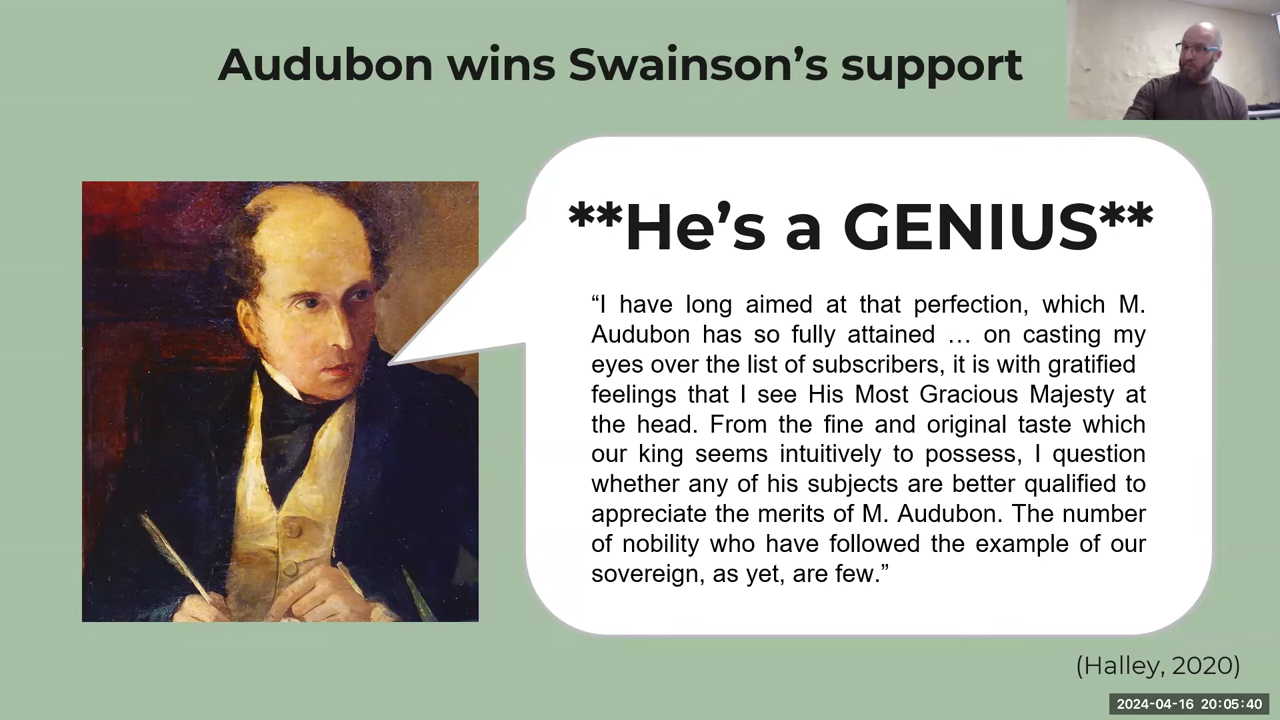 Audubon wins Swainson’s support
**He’s a GENIUS**
“I have long aimed at that perfection, which M.
Audubon has so fully attained … on casting my
eyes over the list of subscribers, it is with gratified
feelings that I see His Most Gracious Majesty at
the head. From the fine and original taste which
our king seems intuitively to possess, I question
whether any of his subjects are better qualified to
appreciate the merits of M. Audubon. The number
of nobility who have followed the example of our
sovereign, as yet, are few.”
(Halley, 2020)
2024-04-16 20:05:40